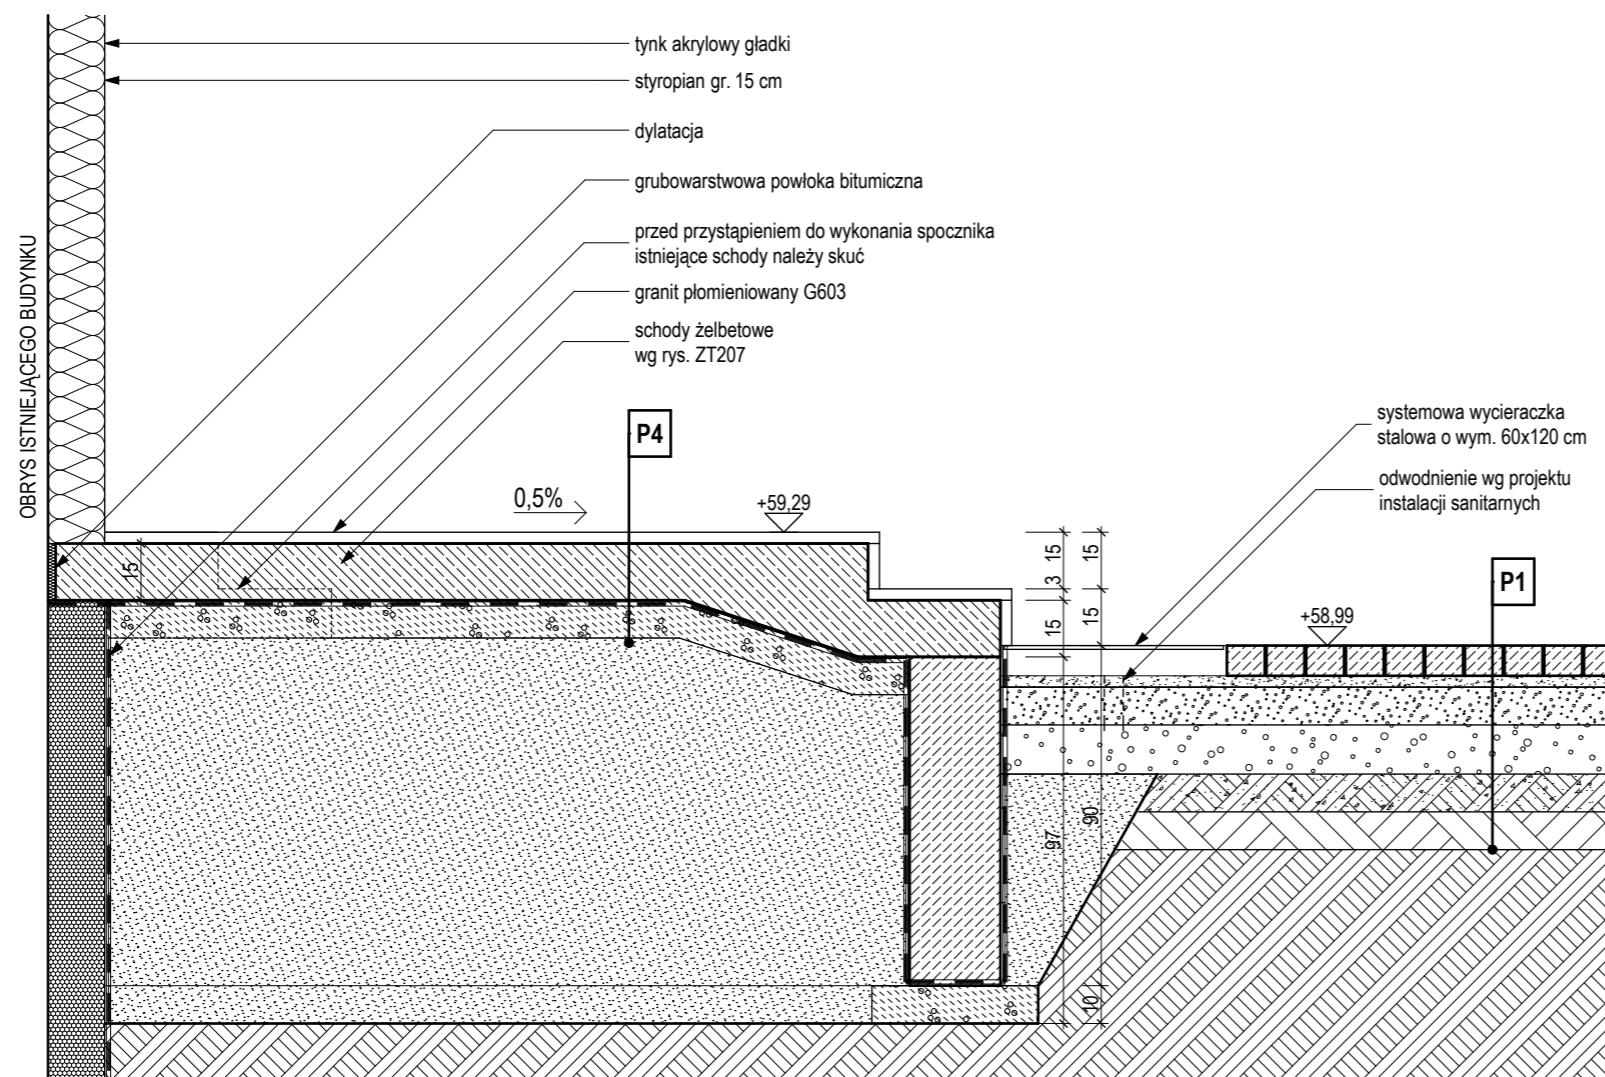 tynk akrylowy gładki
styropian gr. 15 cm
dylatacja
grubowarstwowa powłoka bitumiczna
przed przystąpieniem do wykonania spocznika
istniejące schody należy skuć
granit płomieniowany G603
schody żelbetowe
wg rys. ZT207
OBRYS ISTNIEJĄCEGO BUDYNKU
systemowa wycieraczka
stalowa o wym. 60x120 cm
odwodnienie wg projektu
instalacji sanitarnych
P4
0,5%
+59,29
P1
+58,99
15
15
3
15
97
15
15
90
10